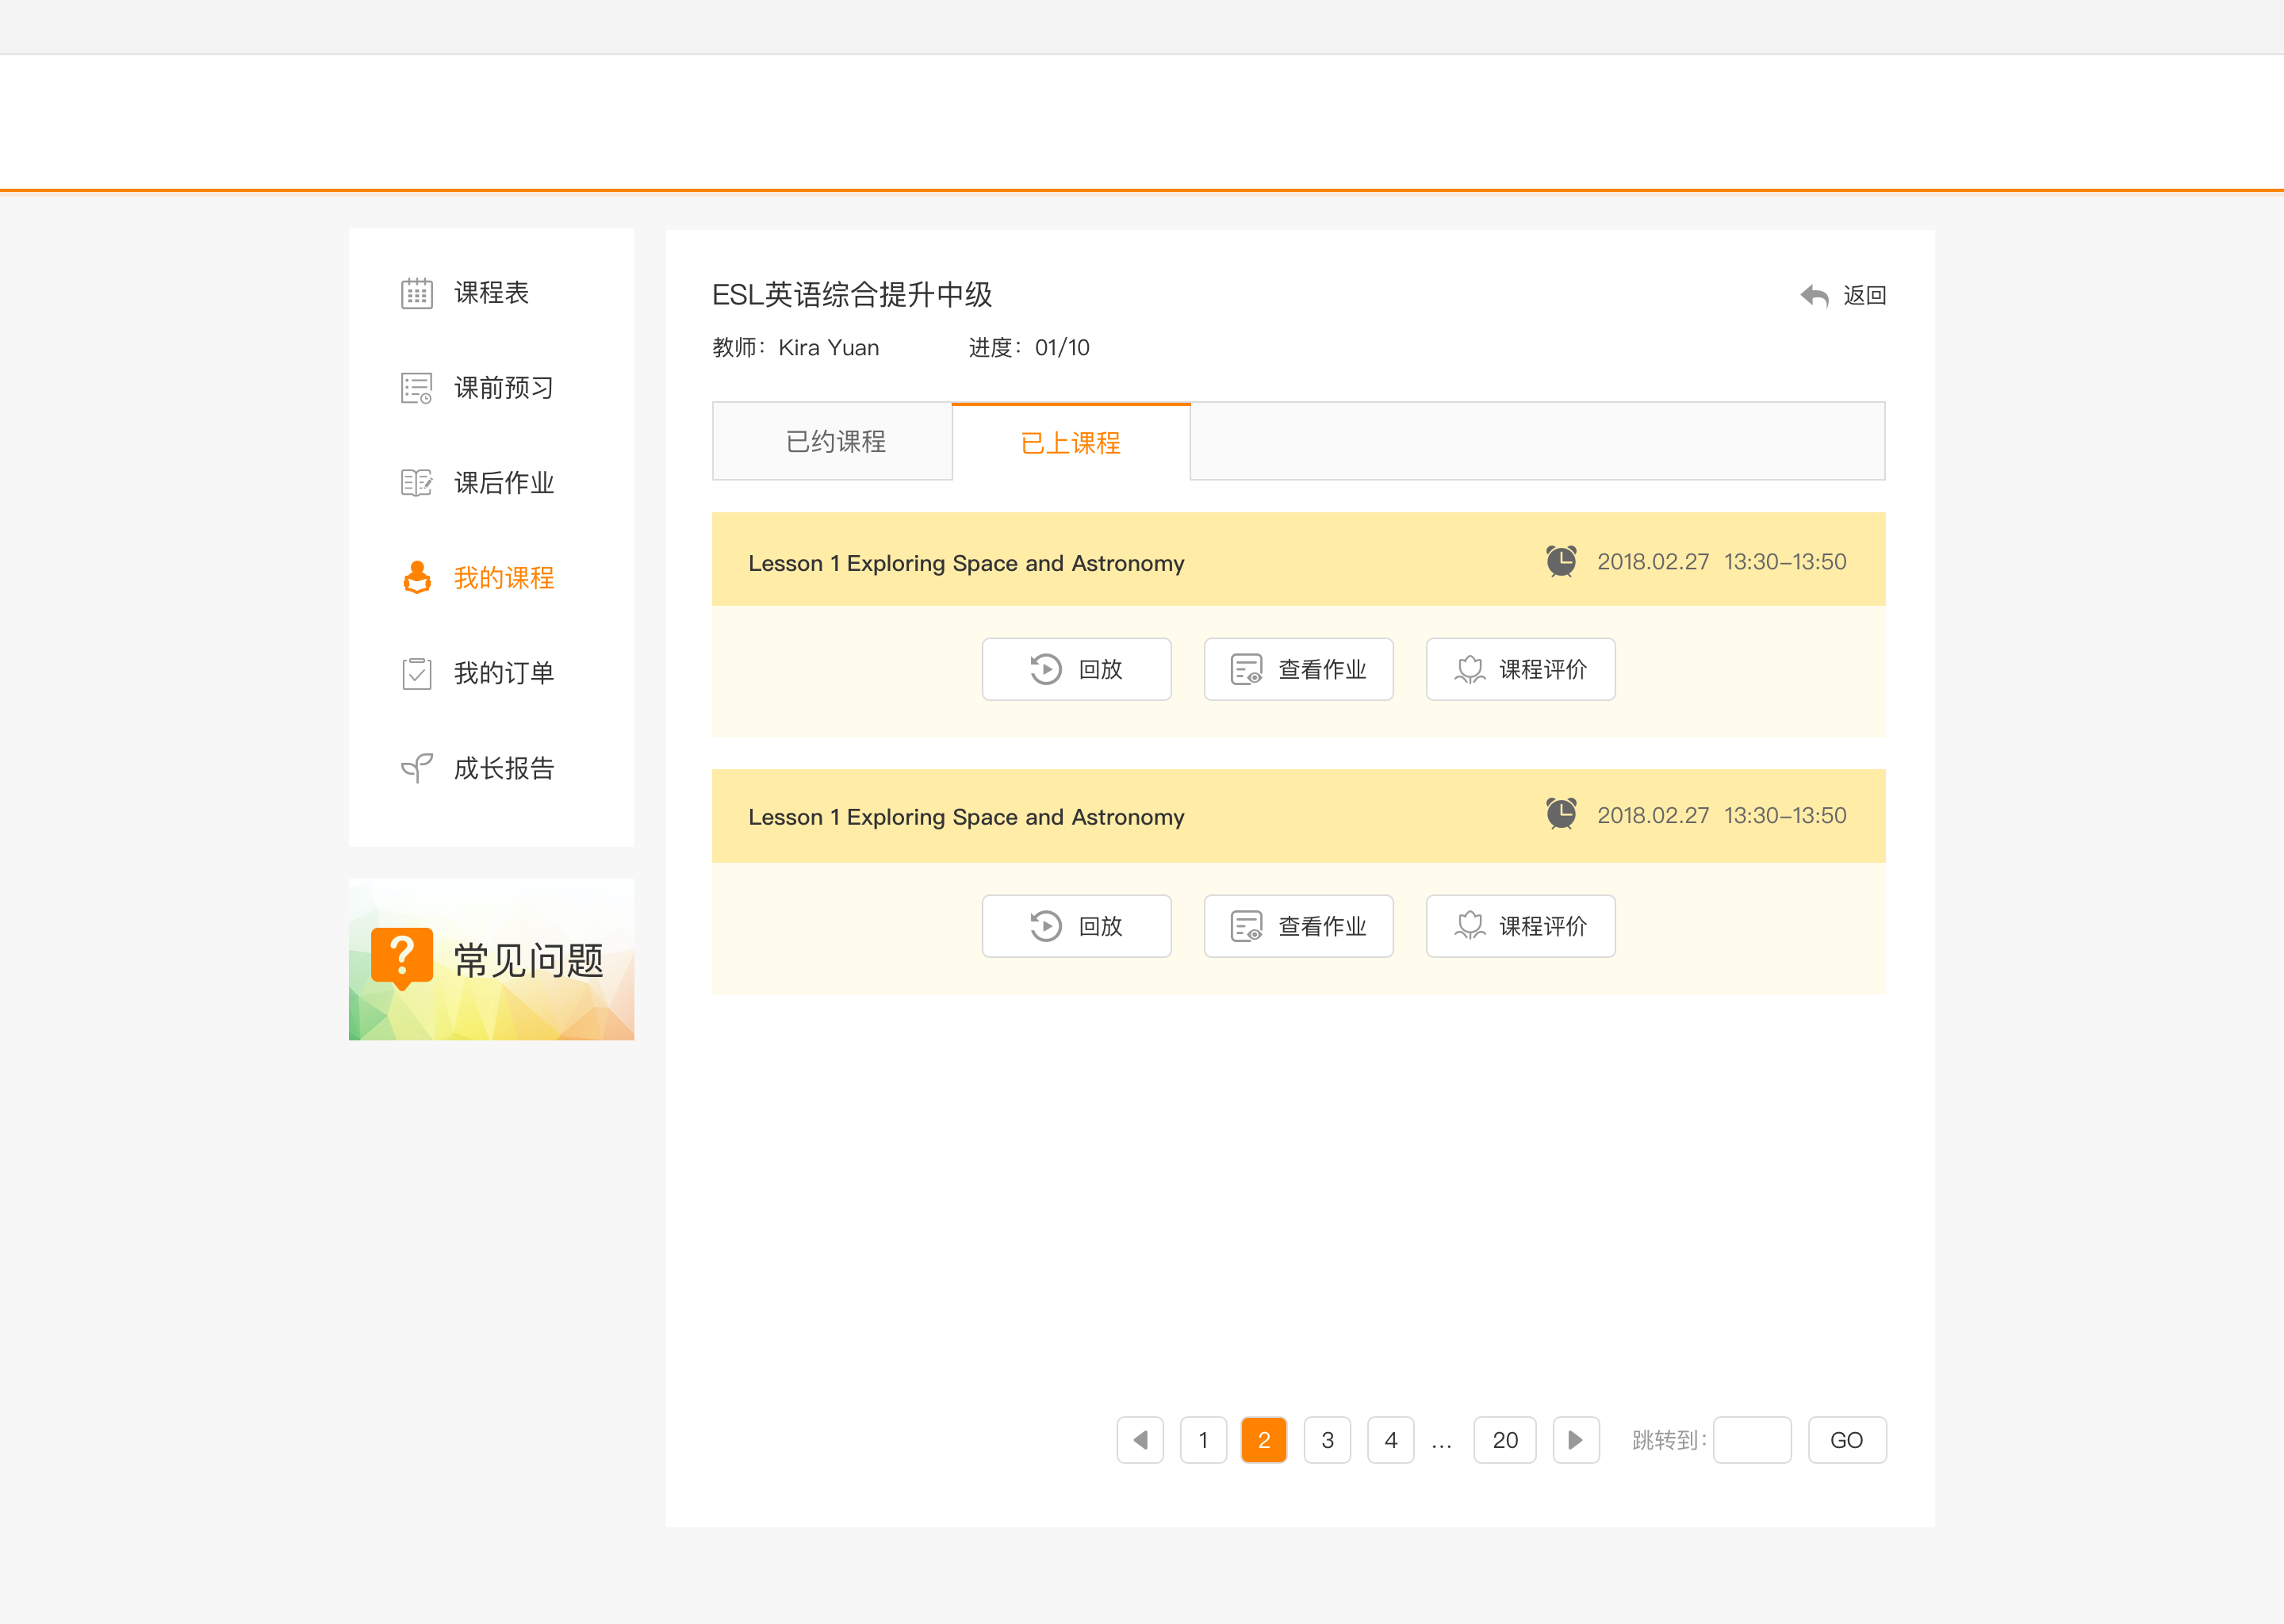 课程表
课前预习
课后作业
我的课程
我的订单
成长报告
? 常见问题
ESL英语综合提升中级
返回
教师：Kira Yuan 进度：01/10
已约课程 已上课程
Lesson 1 Exploring Space and Astronomy 2018.02.27 13:30–13:50
回放 查看作业 课程评价
Lesson 1 Exploring Space and Astronomy 2018.02.27 13:30–13:50
回放 查看作业 课程评价
1 2 3 4 ... 20 跳转到： GO